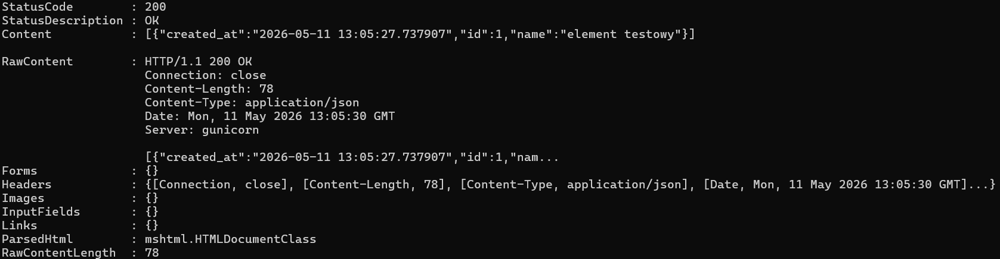 StatusCode        : 200
StatusDescription : OK
Content           : [{"created_at":"2026-05-11 13:05:27.737907","id":1,"name":"element testowy"}]

RawContent        : HTTP/1.1 200 OK
                    Connection: close
                    Content-Length: 78
                    Content-Type: application/json
                    Date: Mon, 11 May 2026 13:05:30 GMT
                    Server: gunicorn

                    [{"created_at":"2026-05-11 13:05:27.737907","id":1,"nam...
Forms             : {}
Headers           : {[Connection, close], [Content-Length, 78], [Content-Type, application/json], [Date, Mon, 11 May 2026 13:05:30 GMT]...}
Images            : {}
InputFields       : {}
Links             : {}
ParsedHtml        : mshtml.HTMLDocumentClass
RawContentLength  : 78